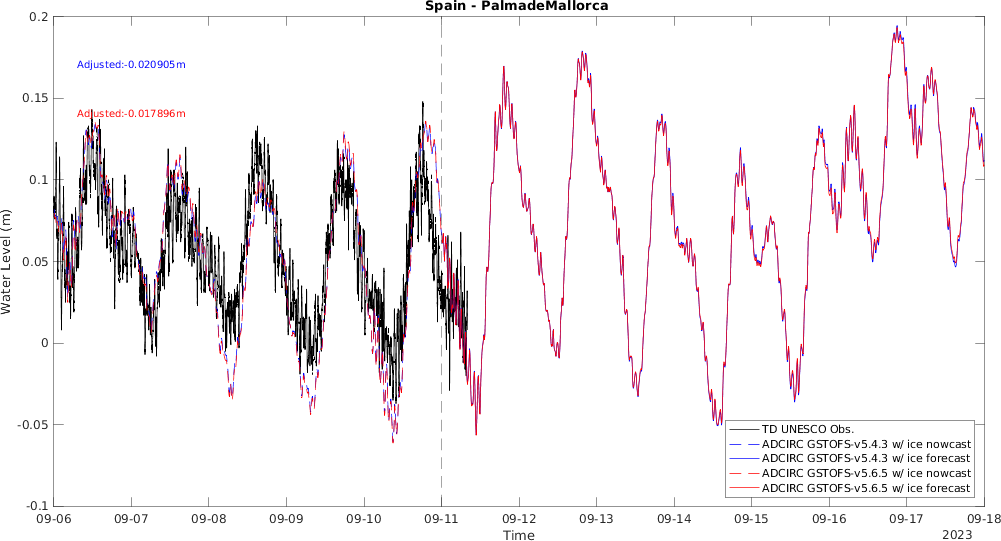 Spain - PalmadeMallorca
Adjusted:-0.020905m
Adjusted:-0.017896m
Water Level (m)
0.2
0.15
0.1
0.05
0
-0.05
-0.1
TD UNESCO Obs.
ADCIRC GSTOFS-v5.4.3 w/ ice nowcast
ADCIRC GSTOFS-v5.4.3 w/ ice forecast
ADCIRC GSTOFS-v5.6.5 w/ ice nowcast
ADCIRC GSTOFS-v5.6.5 w/ ice forecast
09-06 09-07 09-08 09-09 09-10 09-11 09-12 09-13 09-14 09-15 09-16 09-17 09-18
Time
2023